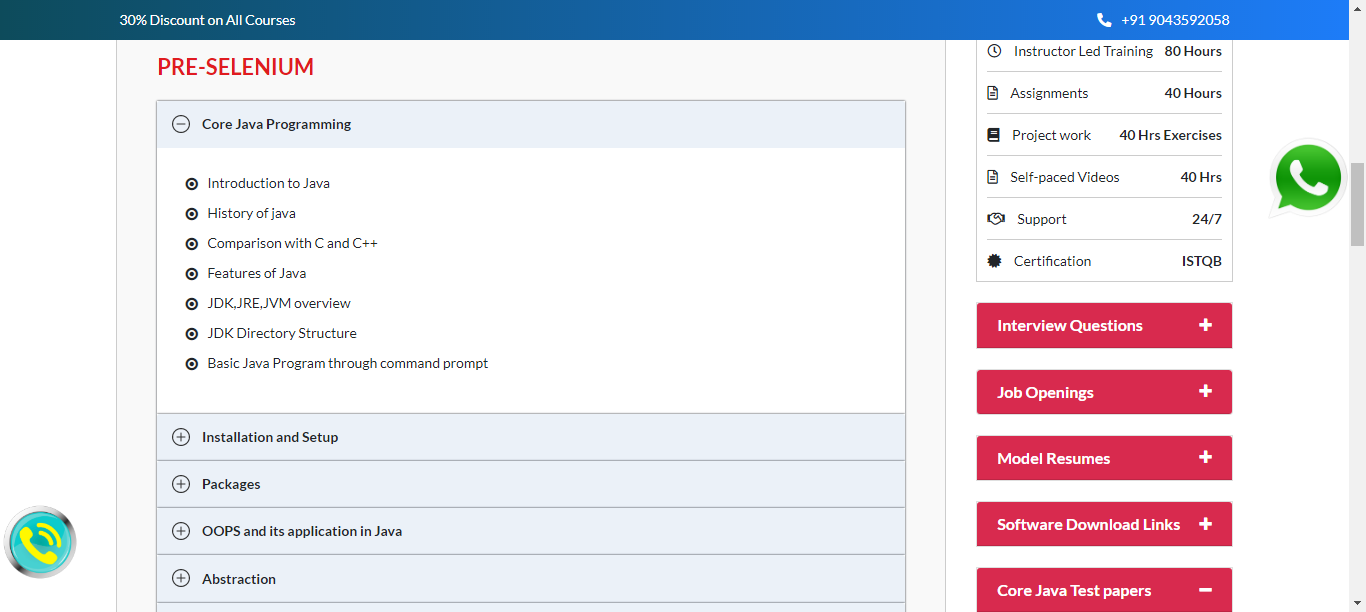 30% Discount on All Courses
+91 9043592058
PRE-SELENIUM
Core Java Programming
Introduction to Java
History of java
Comparison with C and C++
Features of Java
JDK,JRE,JVM overview
JDK Directory Structure
Basic Java Program through command prompt
Installation and Setup
Packages
OOPS and its application in Java
Abstraction
Instructor Led Training 80 Hours
Assignments 40 Hours
Project work 40 Hrs Exercises
Self-paced Videos 40 Hrs
Support 24/7
Certification ISTQB
Interview Questions
Job Openings
Model Resumes
Software Download Links
Core Java Test papers